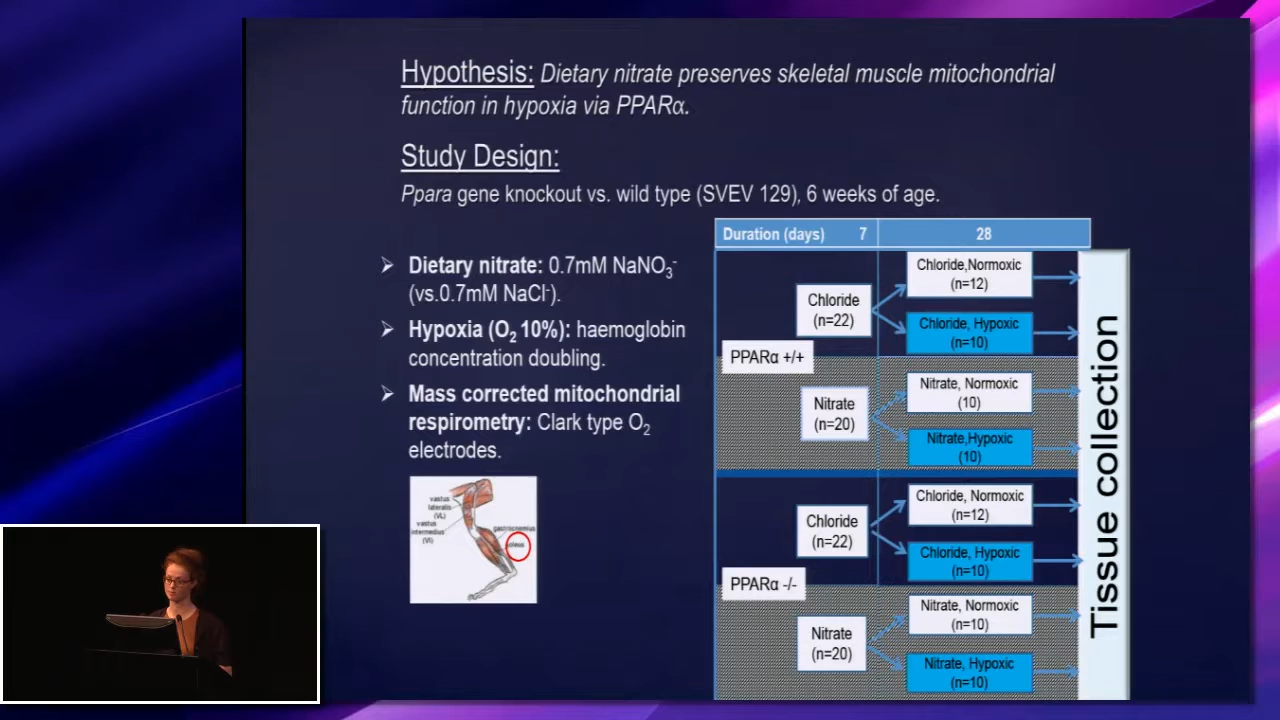 Hypothesis: Dietary nitrate preserves skeletal muscle mitochondrial
function in hypoxia via PPARα.
Study Design:
Ppara gene knockout vs. wild type (SVEV 129), 6 weeks of age.
➢ Dietary nitrate: 0.7mM NaNO₃⁻
(vs.0.7mM NaCl⁻).
➢ Hypoxia (O₂ 10%): haemoglobin
concentration doubling.
➢ Mass corrected mitochondrial
respirometry: Clark type O₂
electrodes.
vastus
lateralis
(VL)
vastus
intermedius
(VI)
gastrocnemius
soleus
Duration (days) 7 28
Chloride,Normoxic
(n=12)
Chloride
(n=22)
Chloride, Hypoxic
(n=10)
PPARα +/+
Nitrate, Normoxic
(10)
Nitrate
(n=20)
Nitrate,Hypoxic
(10)
Chloride, Normoxic
(n=12)
Chloride
(n=22)
Chloride, Hypoxic
(n=10)
PPARα -/-
Nitrate, Normoxic
(n=10)
Nitrate
(n=20)
Nitrate, Hypoxic
(n=10)
Tissue collection